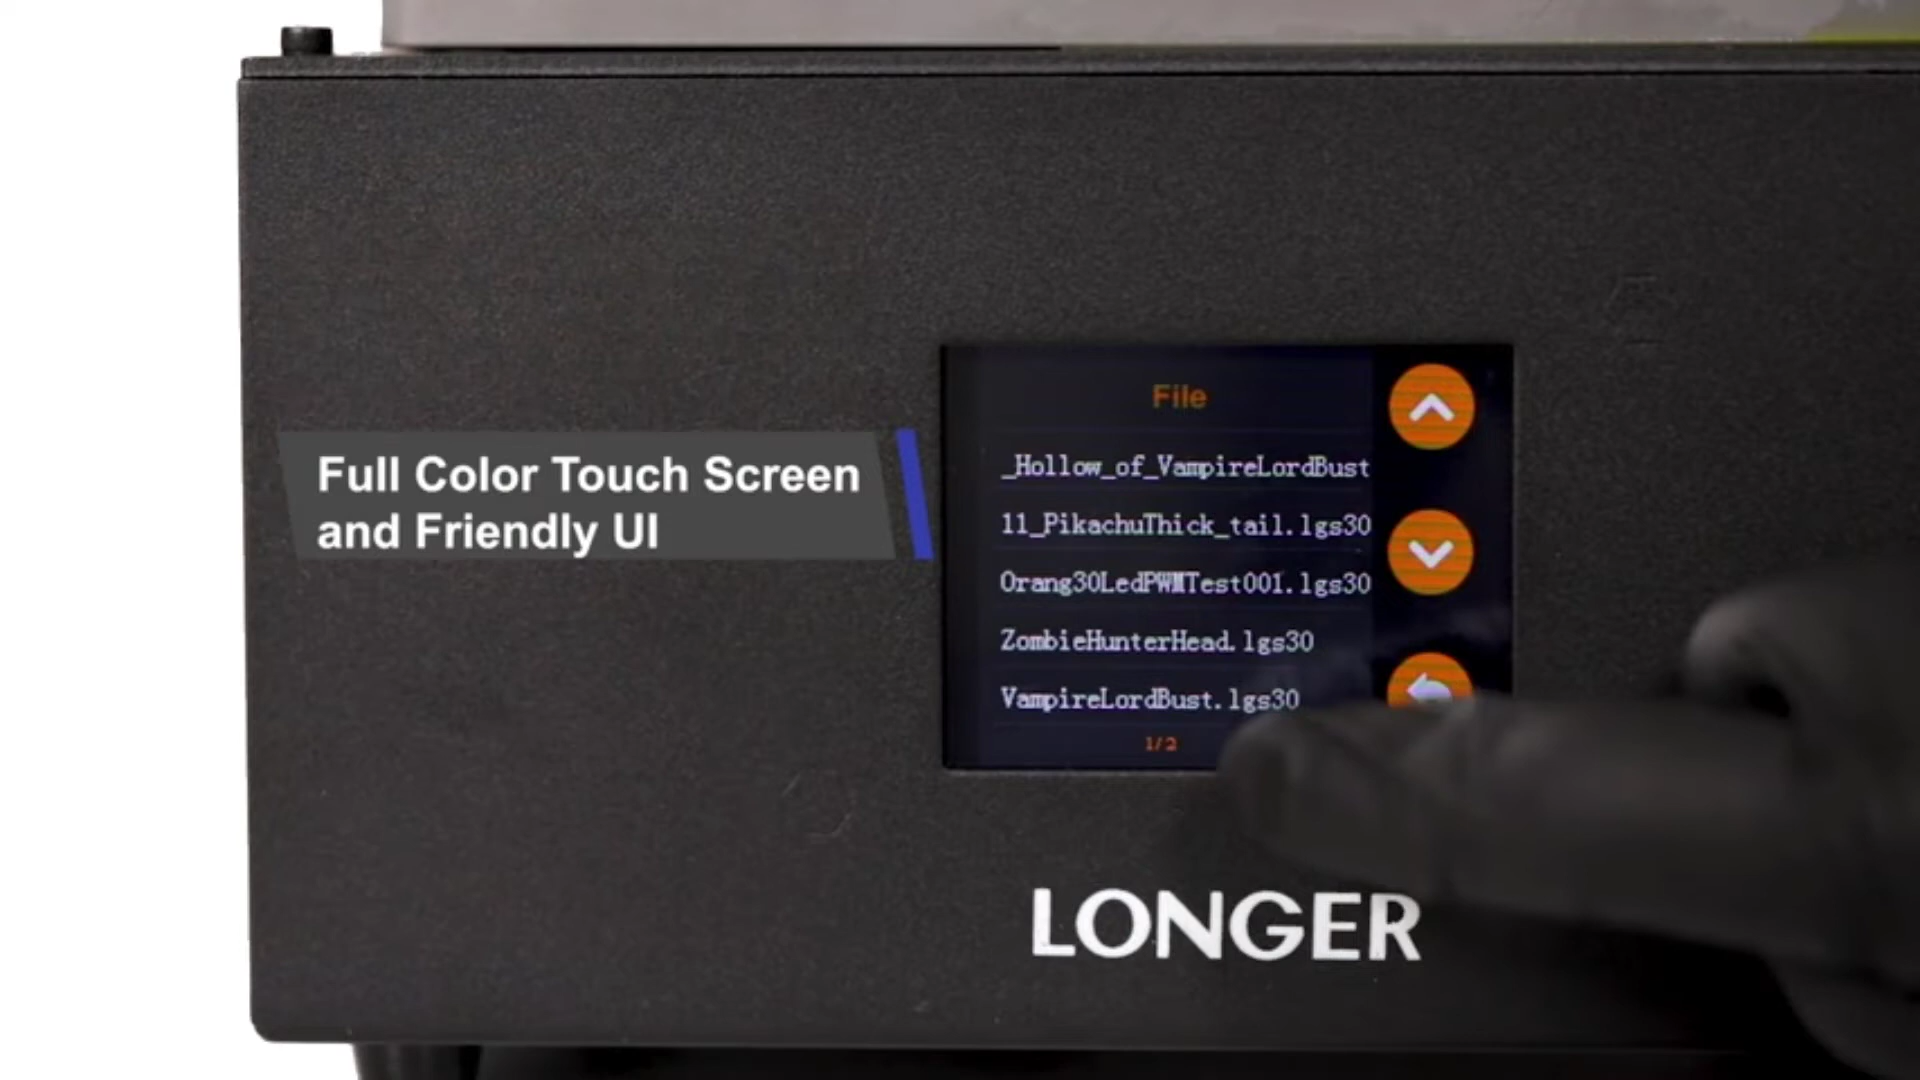 Full Color Touch Screen
and Friendly UI
File
_Hollow_of_VampireLordBust
11_PikachuThick_tail.lgs30
Orang30LedPWMTest001.lgs30
ZombieHunterHead.lgs30
VampireLordBust.lgs30
1/2
LONGER